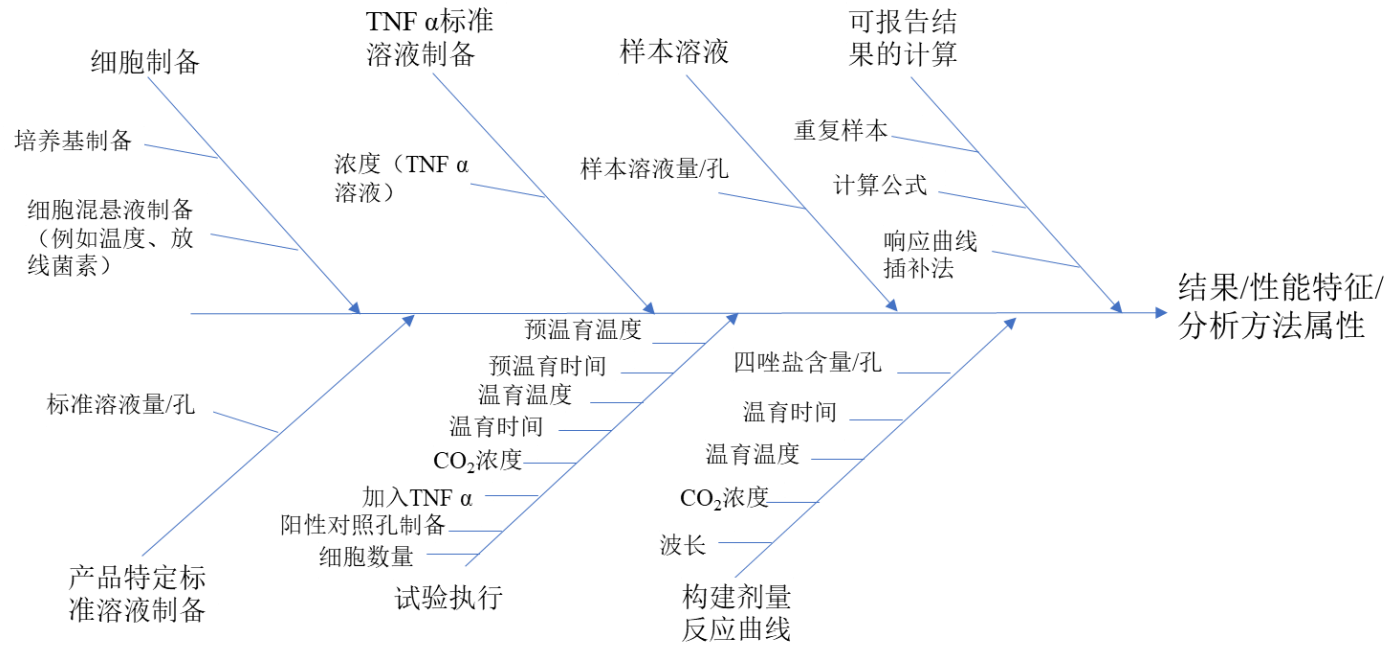 细胞制备
TNF α标准
溶液制备
样本溶液
可报告结
果的计算
培养基制备
细胞混悬液制备
（例如温度、放
线菌素）
浓度（TNF α
溶液）
样本溶液量/孔
重复样本
计算公式
响应曲线
插补法
结果/性能特征/
分析方法属性
标准溶液量/孔
产品特定标
准溶液制备
预温育温度
预温育时间
温育温度
温育时间
CO₂浓度
加入TNF α
阳性对照孔制备
细胞数量
试验执行
四唑盐含量/孔
温育时间
温育温度
CO₂浓度
波长
构建剂量
反应曲线